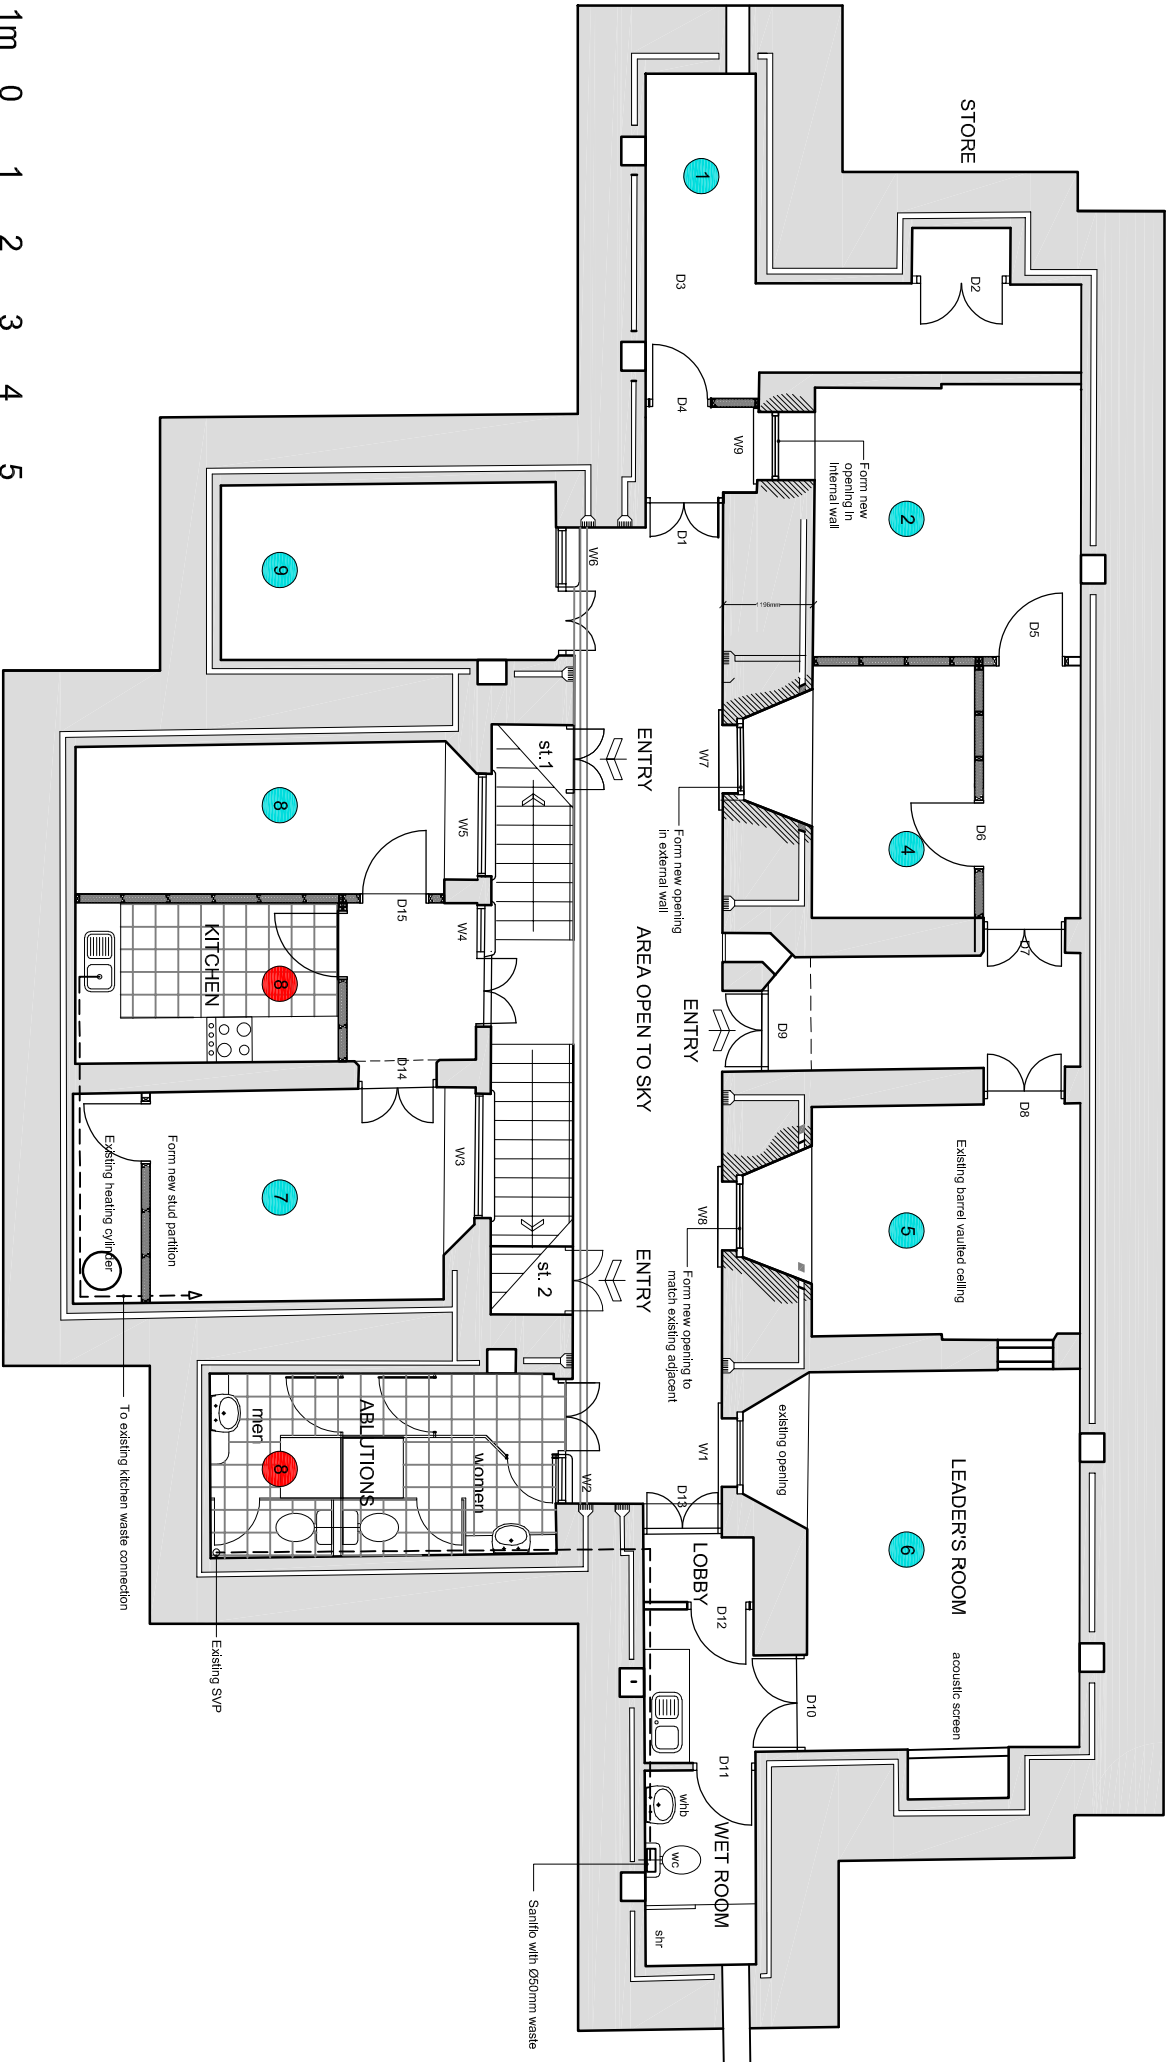 STORE
D2
1
D3
D4
W9
Form new
opening in
internal wall
2
D1
D5
1198mm
W6
9
ENTRY
W7
Form new opening
in external wall
st.1
D6
4
D7
8
W5
D15
W4
KITCHEN
8
AREA OPEN TO SKY
ENTRY
D9
D14
D8
Existing barrel vaulted ceiling
5
W3
7
Form new stud partition
Existing heating cylinder
W8
Form new opening to
match existing adjacent
ENTRY
st. 2
To existing kitchen waste connection
existing opening
W1
D13
LEADER'S ROOM
6
acoustic screen
W2
women
ABLUTIONS
men
8
Existing SVP
LOBBY
D12
D10
D11
whb
wc
WET ROOM
shr
Saniflo with Ø50mm waste
1m 0 1 2 3 4 5